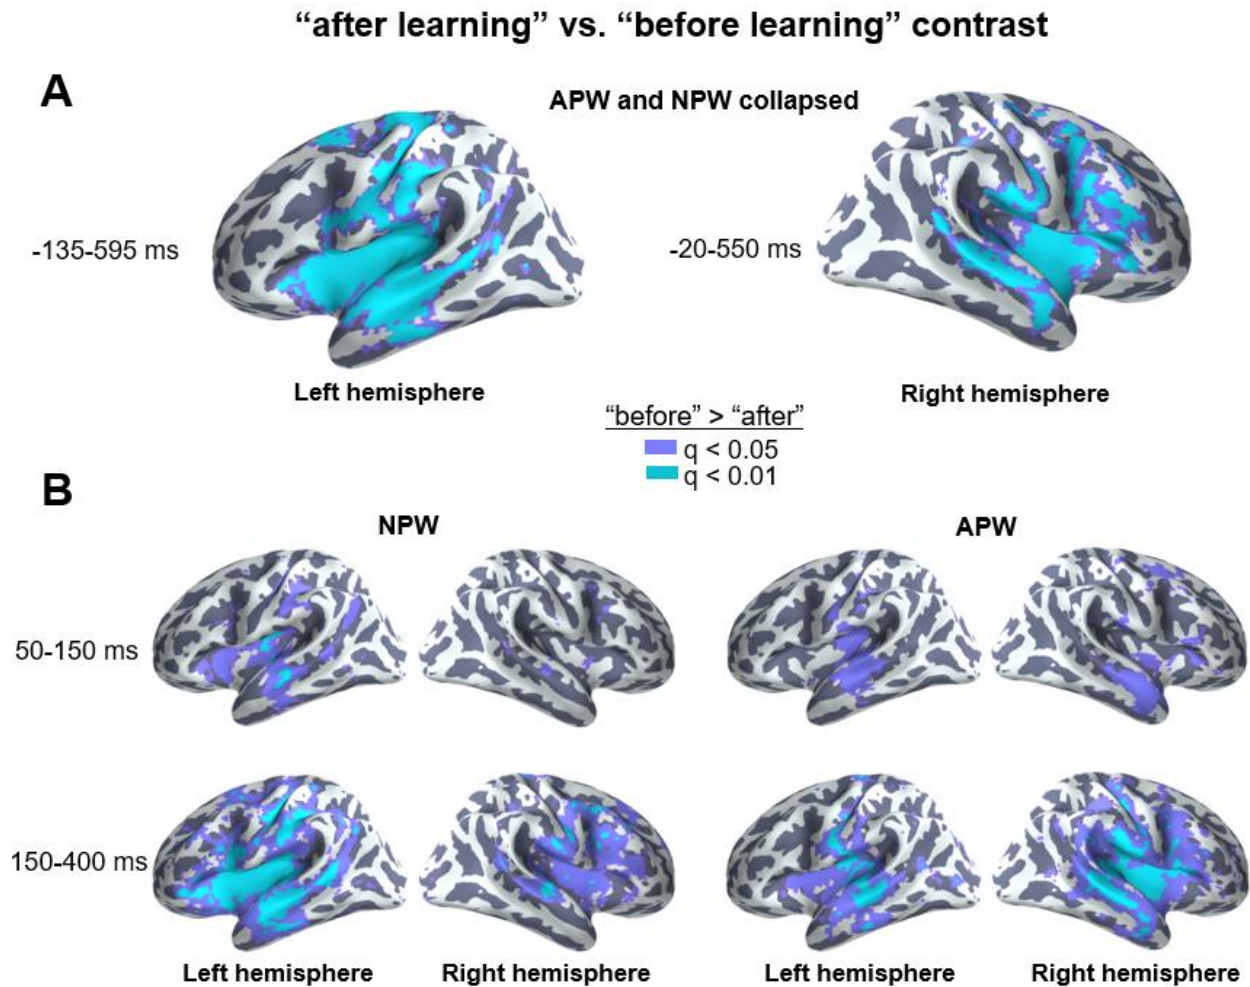 “after learning” vs. “before learning” contrast
A
APW and NPW collapsed
-135-595 ms
-20-550 ms
Left hemisphere
Right hemisphere
“before” > “after”
q < 0.05
q < 0.01
B
NPW
APW
50-150 ms
150-400 ms
Left hemisphere
Right hemisphere
Left hemisphere
Right hemisphere